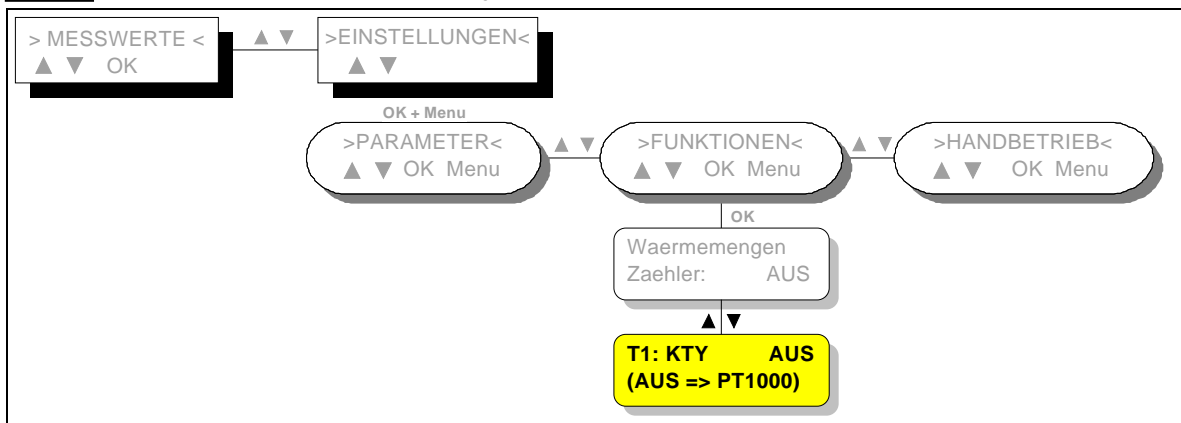 > MESSWERTE <
▲ ▼ OK
▲ ▼
>EINSTELLUNGEN<
▲ ▼
OK + Menu
>PARAMETER<
▲ ▼ OK Menu
▲ ▼
>FUNKTIONEN<
▲ ▼ OK Menu
▲ ▼
>HANDBETRIEB<
▲ ▼ OK Menu
OK
Waermemengen
Zaehler: AUS
▲ ▼
T1: KTY AUS
(AUS => PT1000)